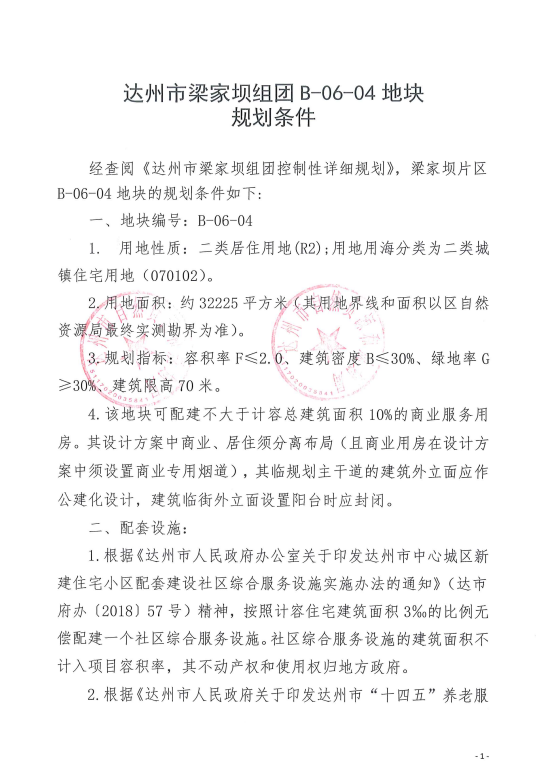 达州市梁家坝组团 B-06-04 地块
规划条件
经查阅《达州市梁家坝组团控制性详细规划》，梁家坝片区
B-06-04 地块的规划条件如下:
一、地块编号：B-06-04
1. 用地性质：二类居住用地(R2);用地用海分类为二类城
镇住宅用地（070102）。
2.用地面积：约 32225 平方米（其用地界线和面积以区自然
资源局最终实测勘界为准）。
3.规划指标：容积率 F≤2.0、建筑密度 B≤30%、绿地率 G
≥30%、建筑限高 70 米。
4.该地块可配建不大于计容总建筑面积 10%的商业服务用
房。其设计方案中商业、居住须分离布局（且商业用房在设计方
案中须设置商业专用烟道），其临规划主干道的建筑外立面应作
公建化设计，建筑临街外立面设置阳台时应封闭。
二、配套设施：
1.根据《达州市人民政府办公室关于印发达州市中心城区新
建住宅小区配套建设社区综合服务设施实施办法的通知》（达市
府办〔2018〕57 号）精神，按照计容住宅建筑面积 3‰的比例无
偿配建一个社区综合服务设施。社区综合服务设施的建筑面积不
计入项目容积率，其不动产权和使用权归地方政府。
2.根据《达州市人民政府关于印发达州市“十四五”养老服
-1-